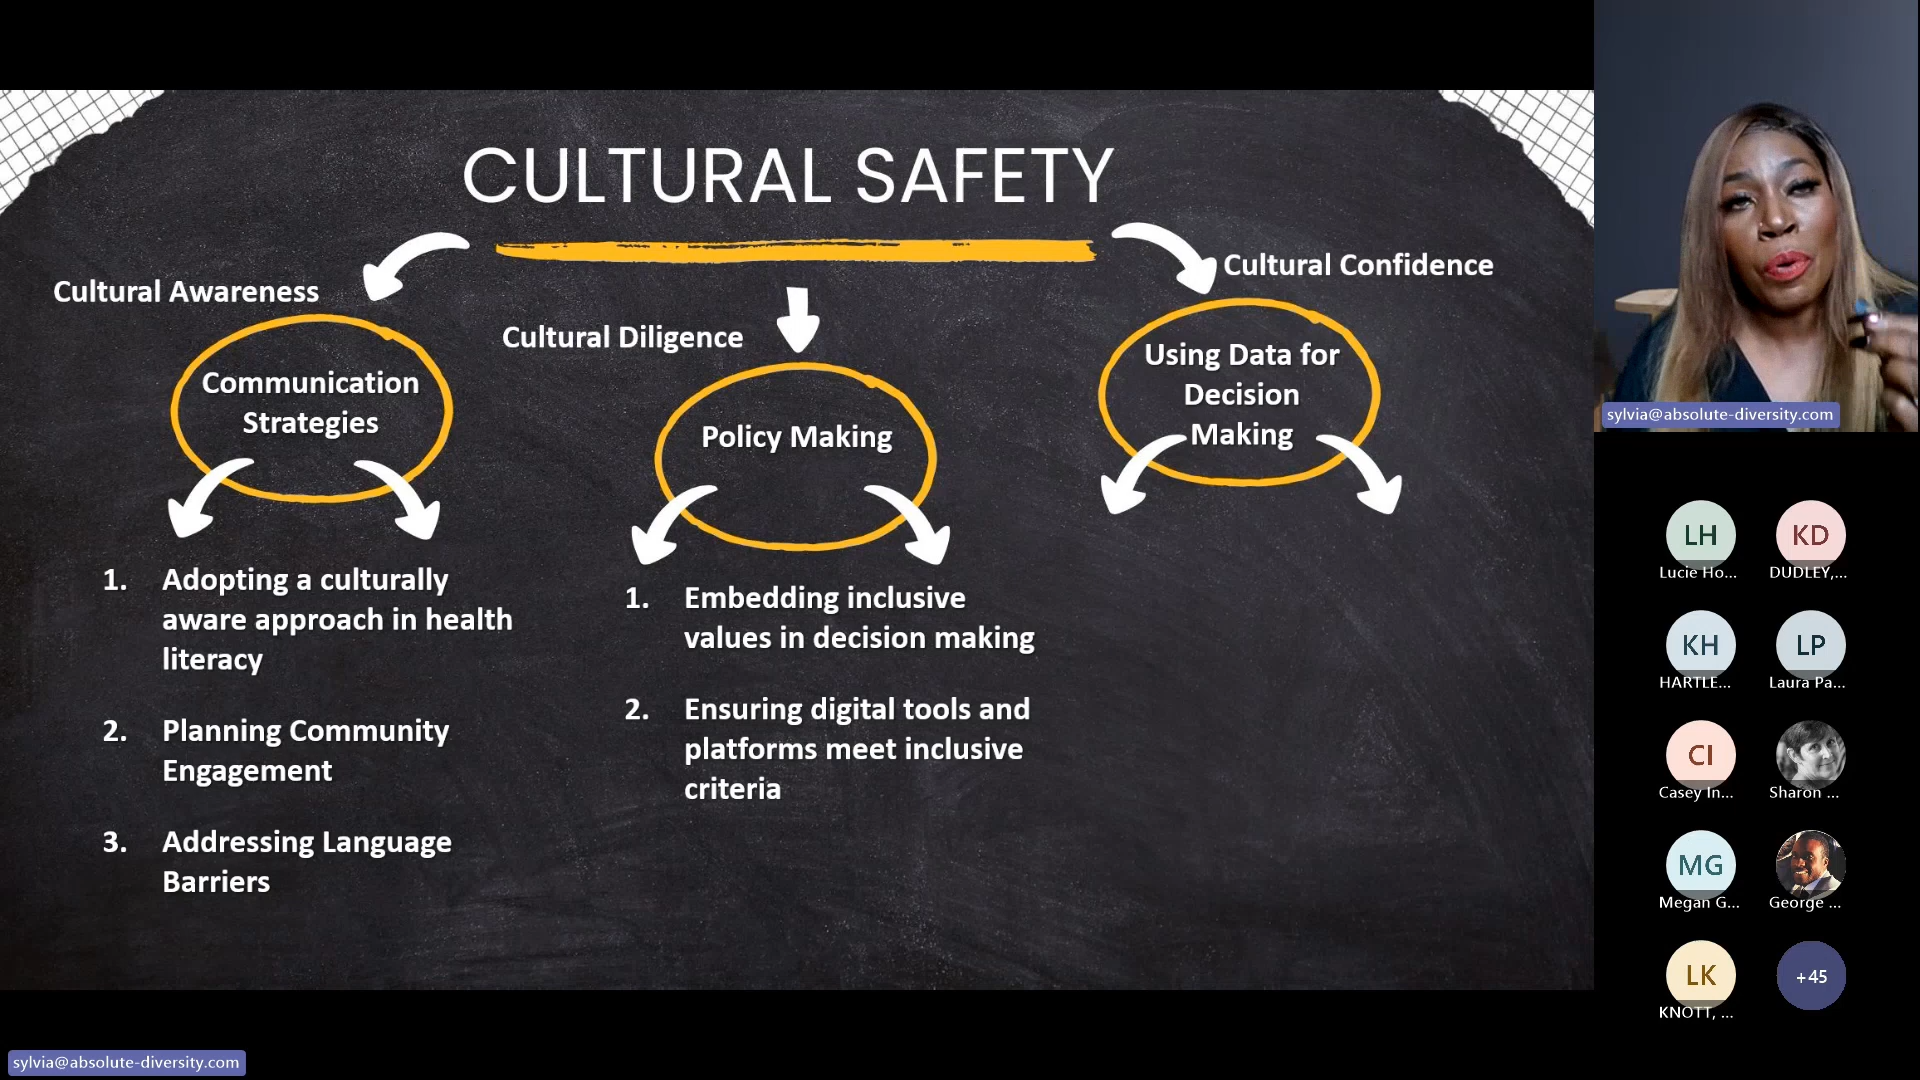 CULTURAL SAFETY
Cultural Awareness
Communication
Strategies
1. Adopting a culturally
aware approach in health
literacy
2. Planning Community
Engagement
3. Addressing Language
Barriers
Cultural Diligence
Policy Making
1. Embedding inclusive
values in decision making
2. Ensuring digital tools and
platforms meet inclusive
criteria
Cultural Confidence
Using Data for
Decision
Making
sylvia@absolute-diversity.com
LH
Lucie Ho...
KD
DUDLEY,...
KH
HARTLE...
LP
Laura Pa...
CI
Casey In...
Sharon ...
MG
Megan G...
George ...
LK
KNOTT, ...
+45
sylvia@absolute-diversity.com